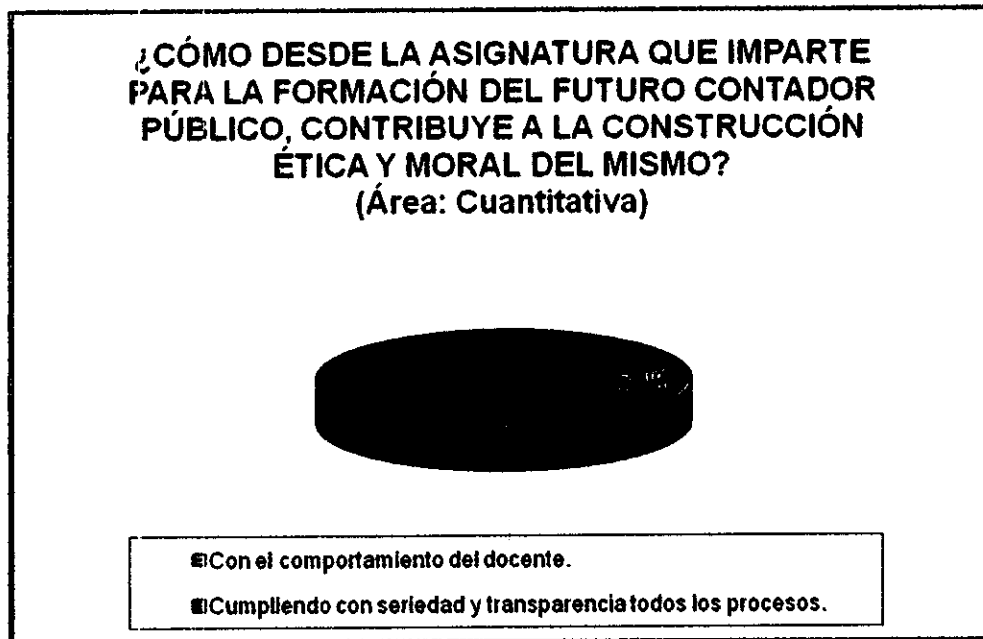 ¿CÓMO DESDE LA ASIGNATURA QUE IMPARTE
PARA LA FORMACIÓN DEL FUTURO CONTADOR
PÚBLICO, CONTRIBUYE A LA CONSTRUCCIÓN
ÉTICA Y MORAL DEL MISMO?
(Área: Cuantitativa)
Con el comportamiento del docente.
Cumpliendo con seriedad y transparencia todos los procesos.